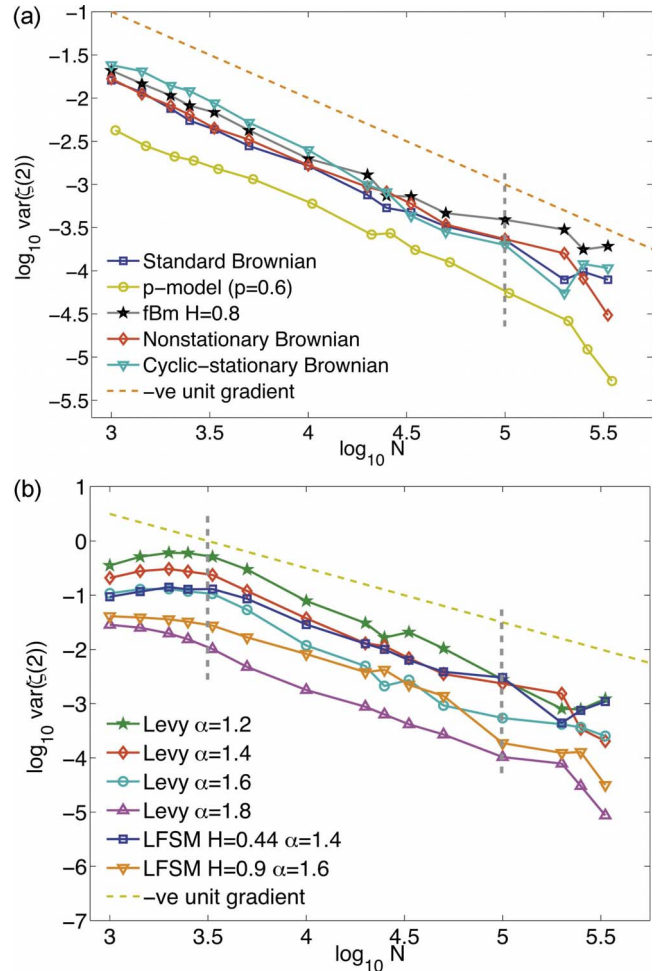 (a)
−1
−1.5
−2
−2.5
−3
−3.5
−4
−4.5
−5
−5.5
log10 var(ζ(2))
Standard Brownian
p-model (p=0.6)
fBm H=0.8
Nonstationary Brownian
Cyclic-stationary Brownian
−ve unit gradient
3 3.5 4 4.5 5 5.5
log10 N
(b)
1
0
−1
−2
−3
−4
−5
−6
−7
log10 var(ζ(2))
Levy α=1.2
Levy α=1.4
Levy α=1.6
Levy α=1.8
LFSM H=0.44 α=1.4
LFSM H=0.9 α=1.6
−ve unit gradient
3 3.5 4 4.5 5 5.5
log10 N